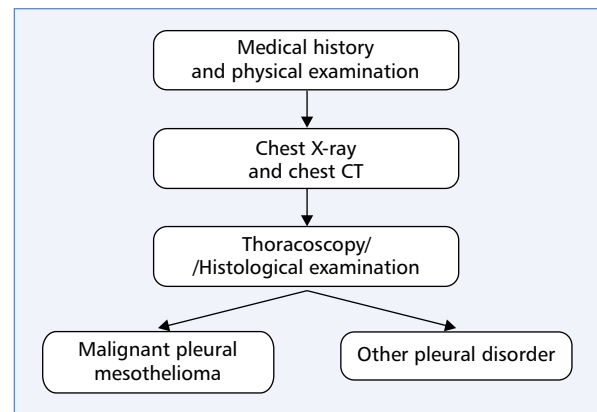 Medical history
and physical examination
Chest X-ray
and chest CT
Thoracoscopy/
/Histological examination
Malignant pleural
mesothelioma
Other pleural disorder